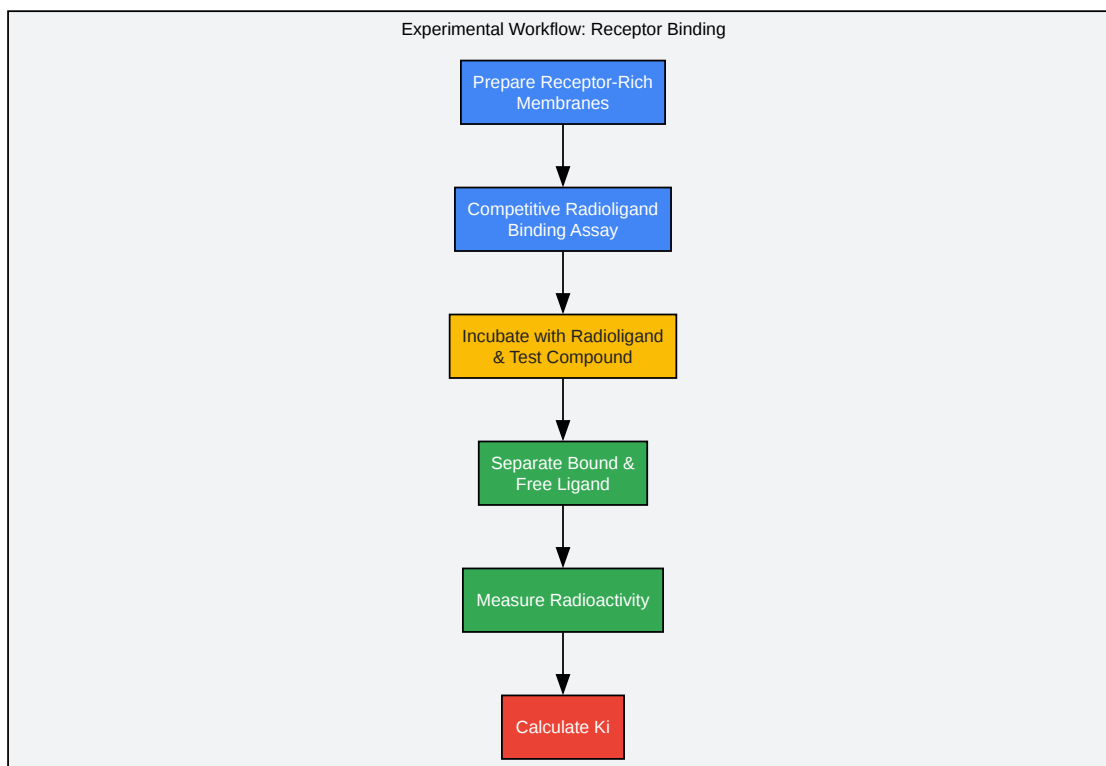 Experimental Workflow: Receptor Binding
Prepare Receptor-Rich
Membranes
Competitive Radioligand
Binding Assay
Incubate with Radioligand
& Test Compound
Separate Bound &
Free Ligand
Measure Radioactivity
Calculate Ki